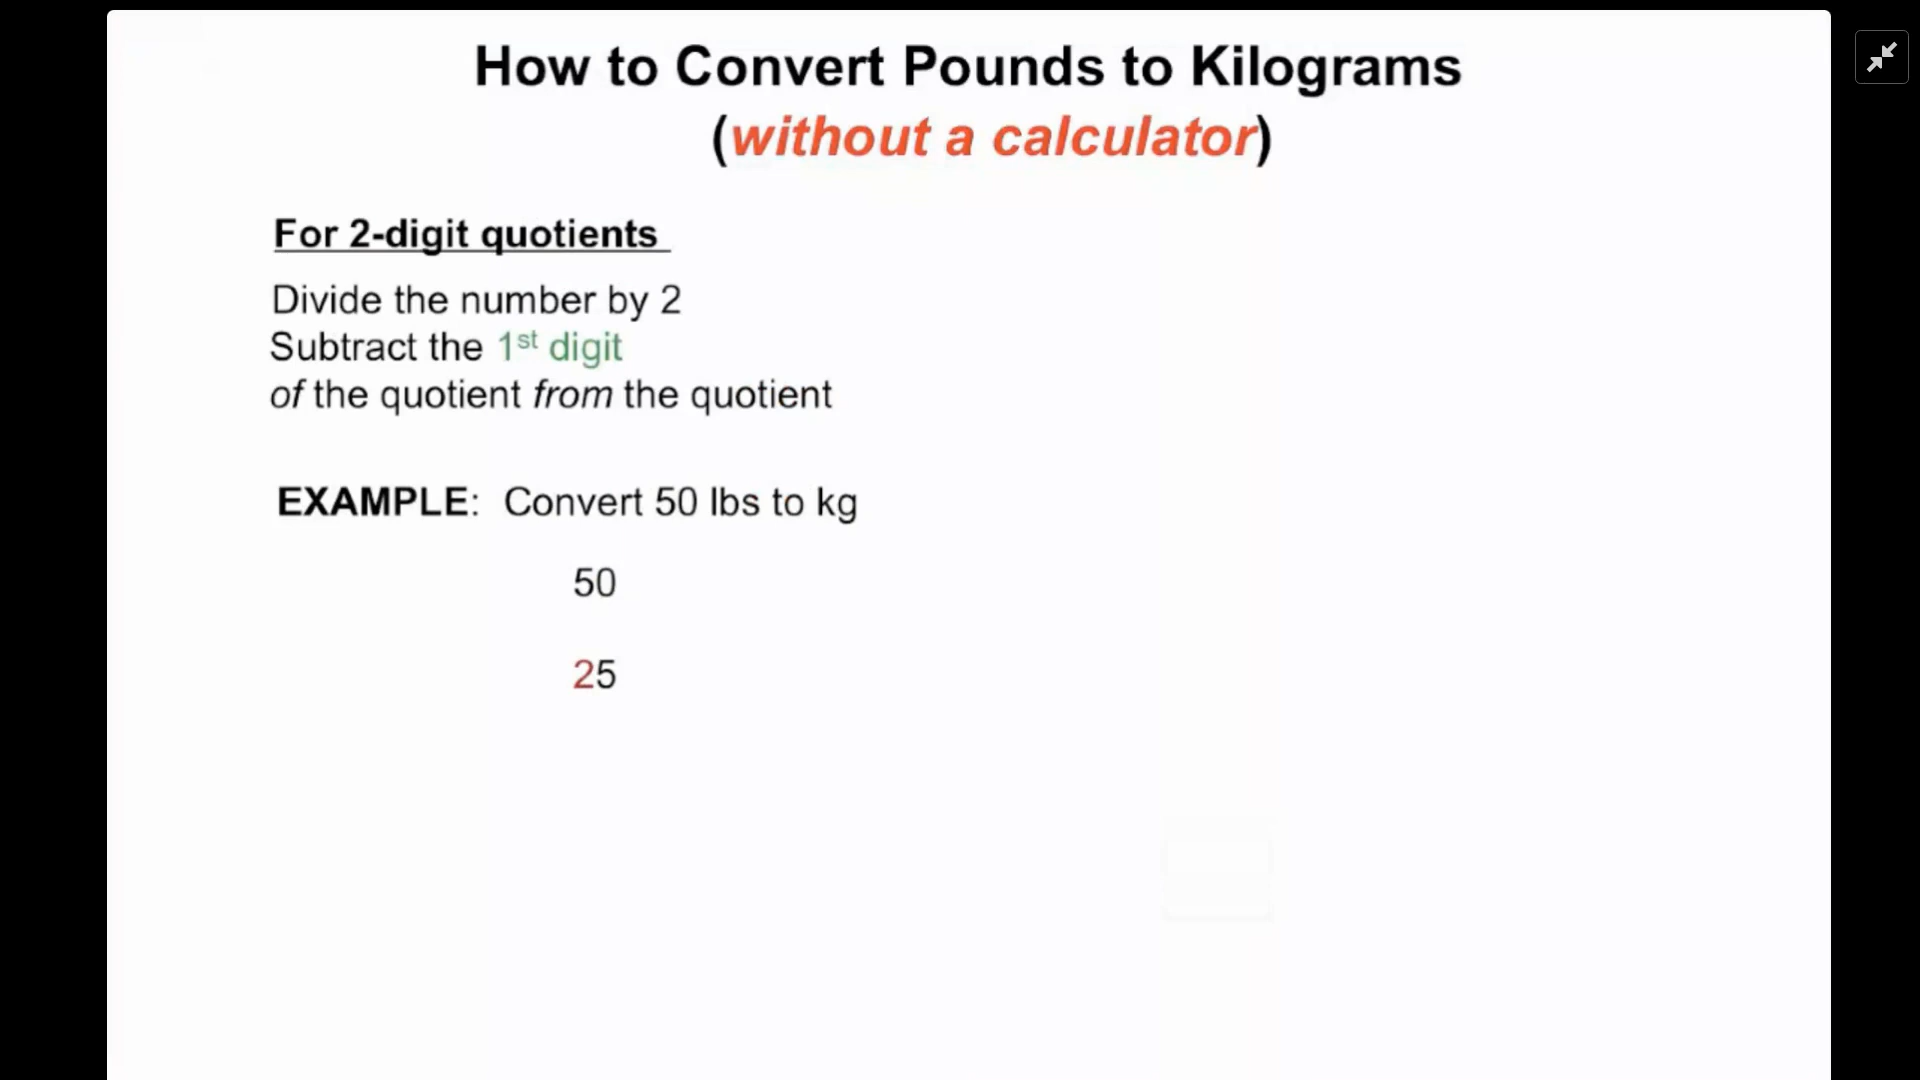 How to Convert Pounds to Kilograms
(without a calculator)
For 2-digit quotients
Divide the number by 2
Subtract the 1st digit
of the quotient from the quotient
EXAMPLE: Convert 50 lbs to kg
50
25